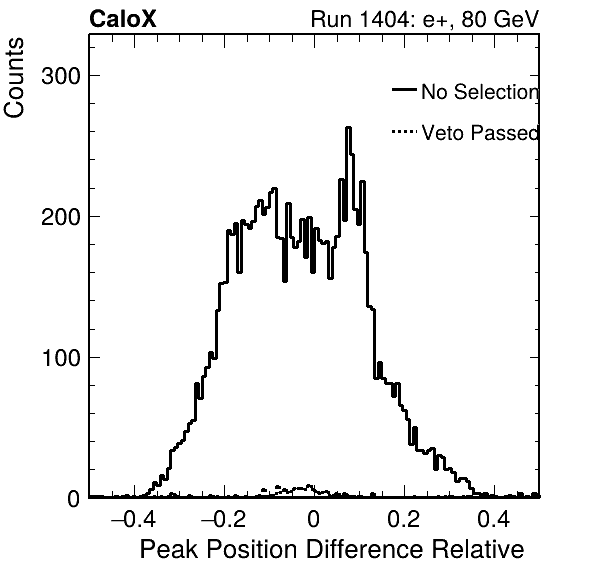 CaloX Run 1404: e+, 80 GeV
Counts
300
200
100
0
No Selection
Veto Passed
−0.4 −0.2 0 0.2 0.4
Peak Position Difference Relative